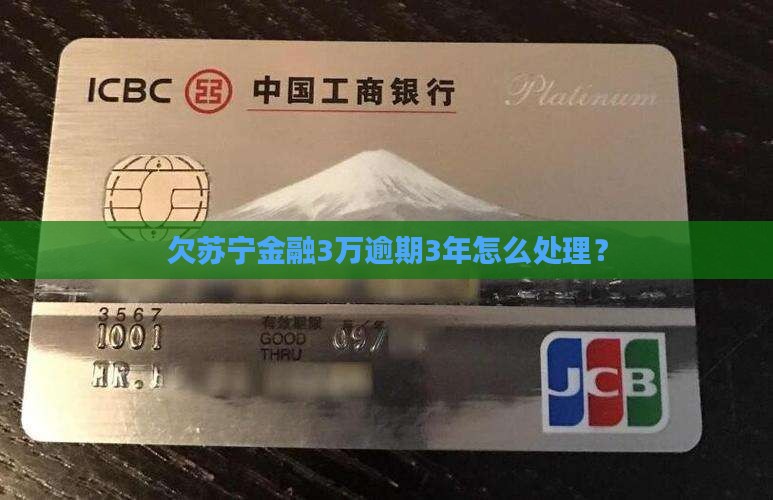 ICBC 中国工商银行 Platinum
欠苏宁金融3万逾期3年怎么处理？
3567
1001
有效期限
GOOD
THRU
MR.
JCB